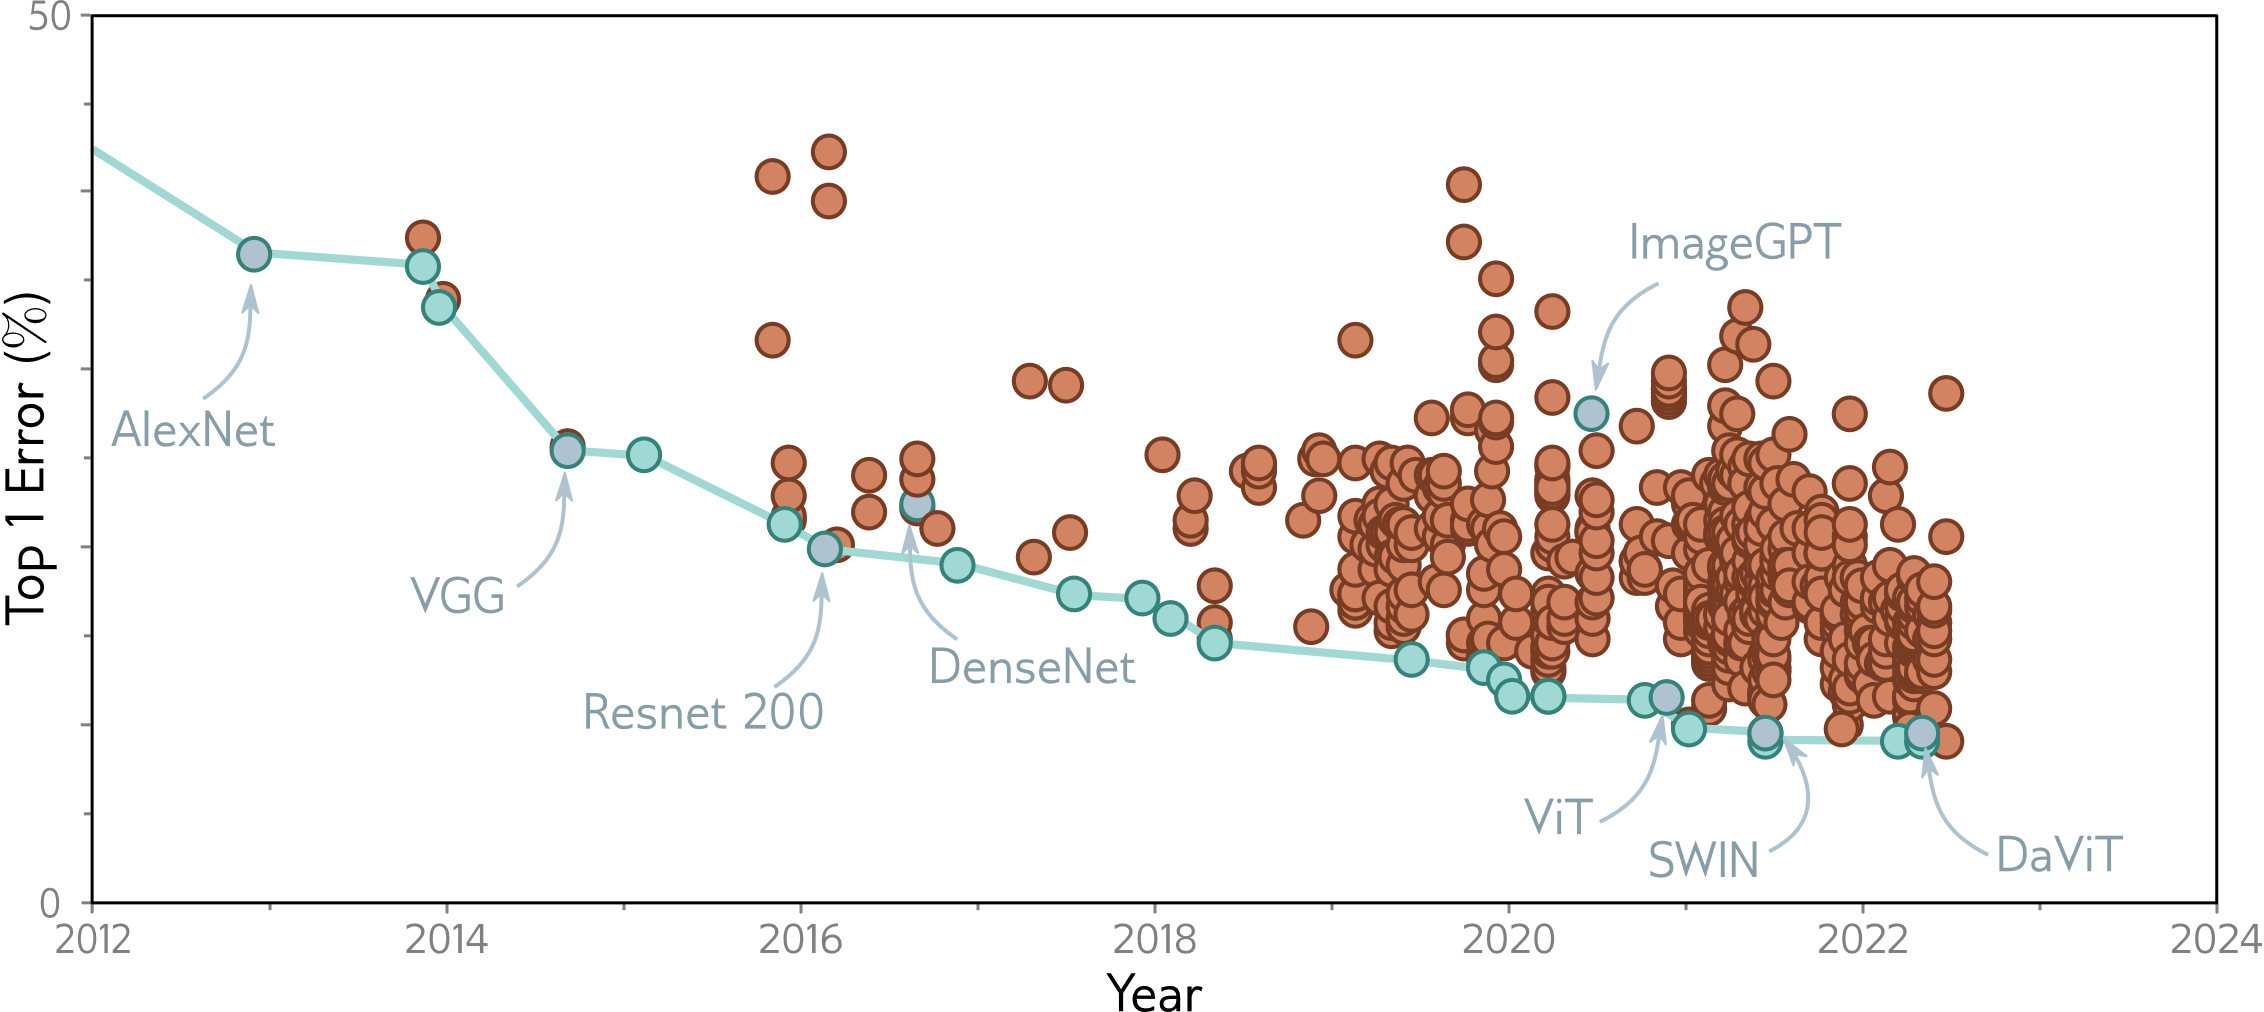 50
ImageGPT
Top 1 Error (%)
AlexNet
VGG
DenseNet
Resnet 200
ViT
SWIN
DaViT
0
2012 2014 2016 2018 2020 2022 2024
Year